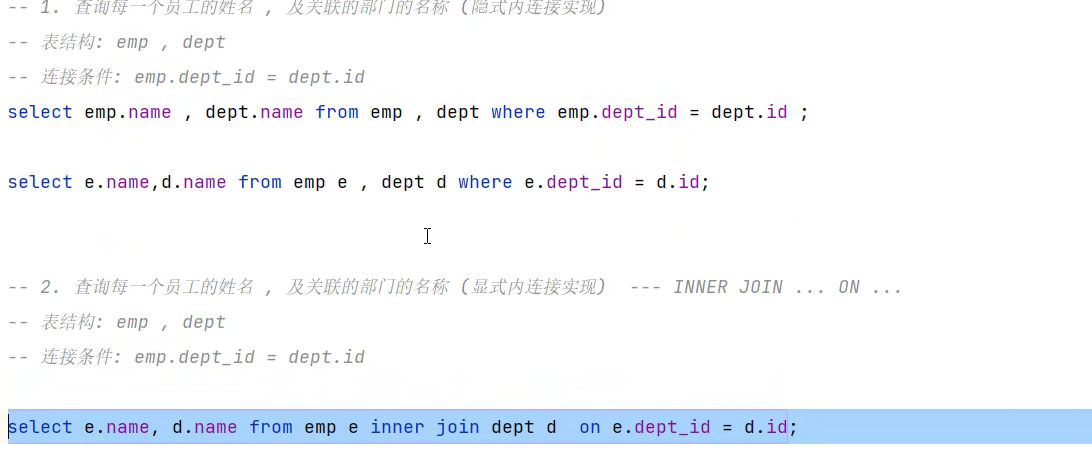 -- 1. 查询每一个员工的姓名 , 及关联的部门的名称 (隐式内连接实现)
-- 表结构: emp , dept
-- 连接条件: emp.dept_id = dept.id
select emp.name , dept.name from emp , dept where emp.dept_id = dept.id ;
select e.name,d.name from emp e , dept d where e.dept_id = d.id;
-- 2. 查询每一个员工的姓名 , 及关联的部门的名称 (显式内连接实现)  --- INNER JOIN ... ON ...
-- 表结构: emp , dept
-- 连接条件: emp.dept_id = dept.id
select e.name, d.name from emp e inner join dept d  on e.dept_id = d.id;